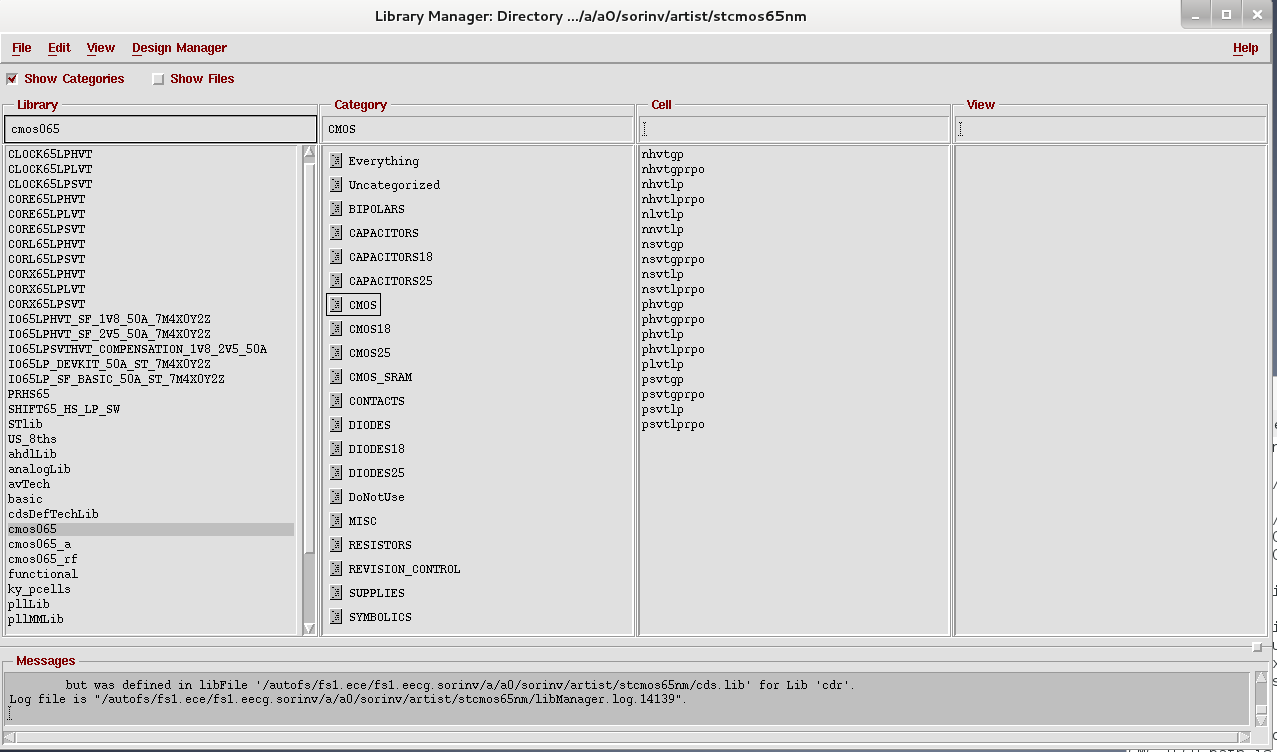 Library Manager: Directory .../a/a0/sorinv/artist/stcmos65nm
File Edit View Design Manager Help
Show Categories Show Files
Library
cmos065
CLOCK65LPHVT
CLOCK65LPLVT
CLOCK65LPSVT
CORE65LPHVT
CORE65LPLVT
CORE65LPSVT
CORL65LPHVT
CORL65LPSVT
CORX65LPHVT
CORX65LPLVT
CORX65LPSVT
IO65LPHVT_SF_1V8_50A_7M4X0Y2Z
IO65LPHVT_SF_2V5_50A_7M4X0Y2Z
IO65LPSVTHVT_COMPENSATION_1V8_2V5_50A
IO65LP_DEVKIT_50A_ST_7M4X0Y2Z
IO65LP_SF_BASIC_50A_ST_7M4X0Y2Z
PRHS65
SHIFT65_HS_LP_SW
STlib
US_8ths
ahdlLib
analogLib
avTech
basic
cdsDefTechLib
cmos065
cmos065_a
cmos065_rf
functional
ky_pcells
pllLib
pllMMLib
Category
CMOS
Everything
Uncategorized
BIPOLARS
CAPACITORS
CAPACITORS18
CAPACITORS25
CMOS
CMOS18
CMOS25
CMOS_SRAM
CONTACTS
DIODES
DIODES18
DIODES25
DoNotUse
MISC
RESISTORS
REVISION_CONTROL
SUPPLIES
SYMBOLICS
Cell
nhvtgp
nhvtgprpo
nhvtlp
nhvtlprpo
nlvtlp
nnvtlp
nsvtgp
nsvtgprpo
nsvtlp
nsvtlprpo
phvtgp
phvtgprpo
phvtlp
phvtlprpo
plvtlp
psvtgp
psvtgprpo
psvtlp
psvtlprpo
View
Messages
but was defined in libFile '/autofs/fs1.ece/fs1.eecg.sorinv/a/a0/sorinv/artist/stcmos65nm/cds.lib' for Lib 'cdr'.
Log file is "/autofs/fs1.ece/fs1.eecg.sorinv/a/a0/sorinv/artist/stcmos65nm/libManager.log.14139".